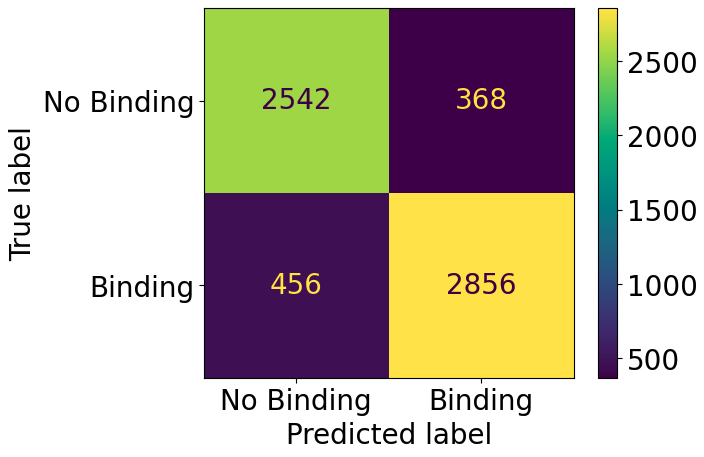 No Binding
Binding
True label
2542
368
456
2856
No Binding
Binding
Predicted label
2500
2000
1500
1000
500